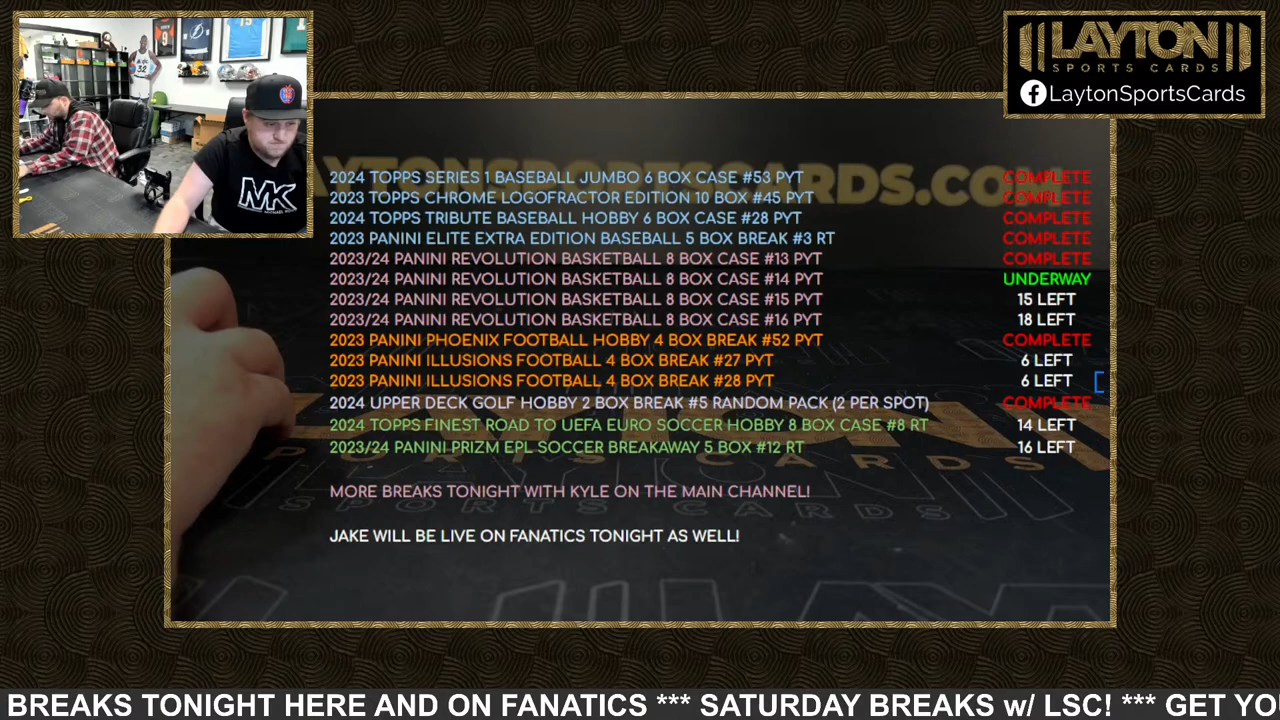 LAYTON
SPORTS CARDS
LaytonSportsCards
MK
LAYTONSPORTSCARDS.CO
2024 TOPPS SERIES 1 BASEBALL JUMBO 6 BOX CASE #53 PYT COMPLETE
2023 TOPPS CHROME LOGOFRACTOR EDITION 10 BOX #45 PYT COMPLETE
2024 TOPPS TRIBUTE BASEBALL HOBBY 6 BOX CASE #28 PYT COMPLETE
2023 PANINI ELITE EXTRA EDITION BASEBALL 5 BOX BREAK #3 RT COMPLETE
2023/24 PANINI REVOLUTION BASKETBALL 8 BOX CASE #13 PYT COMPLETE
2023/24 PANINI REVOLUTION BASKETBALL 8 BOX CASE #14 PYT UNDERWAY
2023/24 PANINI REVOLUTION BASKETBALL 8 BOX CASE #15 PYT 15 LEFT
2023/24 PANINI REVOLUTION BASKETBALL 8 BOX CASE #16 PYT 18 LEFT
2023 PANINI PHOENIX FOOTBALL HOBBY 4 BOX BREAK #52 PYT COMPLETE
2023 PANINI ILLUSIONS FOOTBALL 4 BOX BREAK #27 PYT 6 LEFT
2023 PANINI ILLUSIONS FOOTBALL 4 BOX BREAK #28 PYT 6 LEFT
2024 UPPER DECK GOLF HOBBY 2 BOX BREAK #5 RANDOM PACK (2 PER SPOT) COMPLETE
2024 TOPPS FINEST ROAD TO UEFA EURO SOCCER HOBBY 8 BOX CASE #8 RT 14 LEFT
2023/24 PANINI PRIZM EPL SOCCER BREAKAWAY 5 BOX #12 RT 16 LEFT
MORE BREAKS TONIGHT WITH KYLE ON THE MAIN CHANNEL!
JAKE WILL BE LIVE ON FANATICS TONIGHT AS WELL!
BREAKS TONIGHT HERE AND ON FANATICS *** SATURDAY BREAKS w/ LSC! *** GET YO